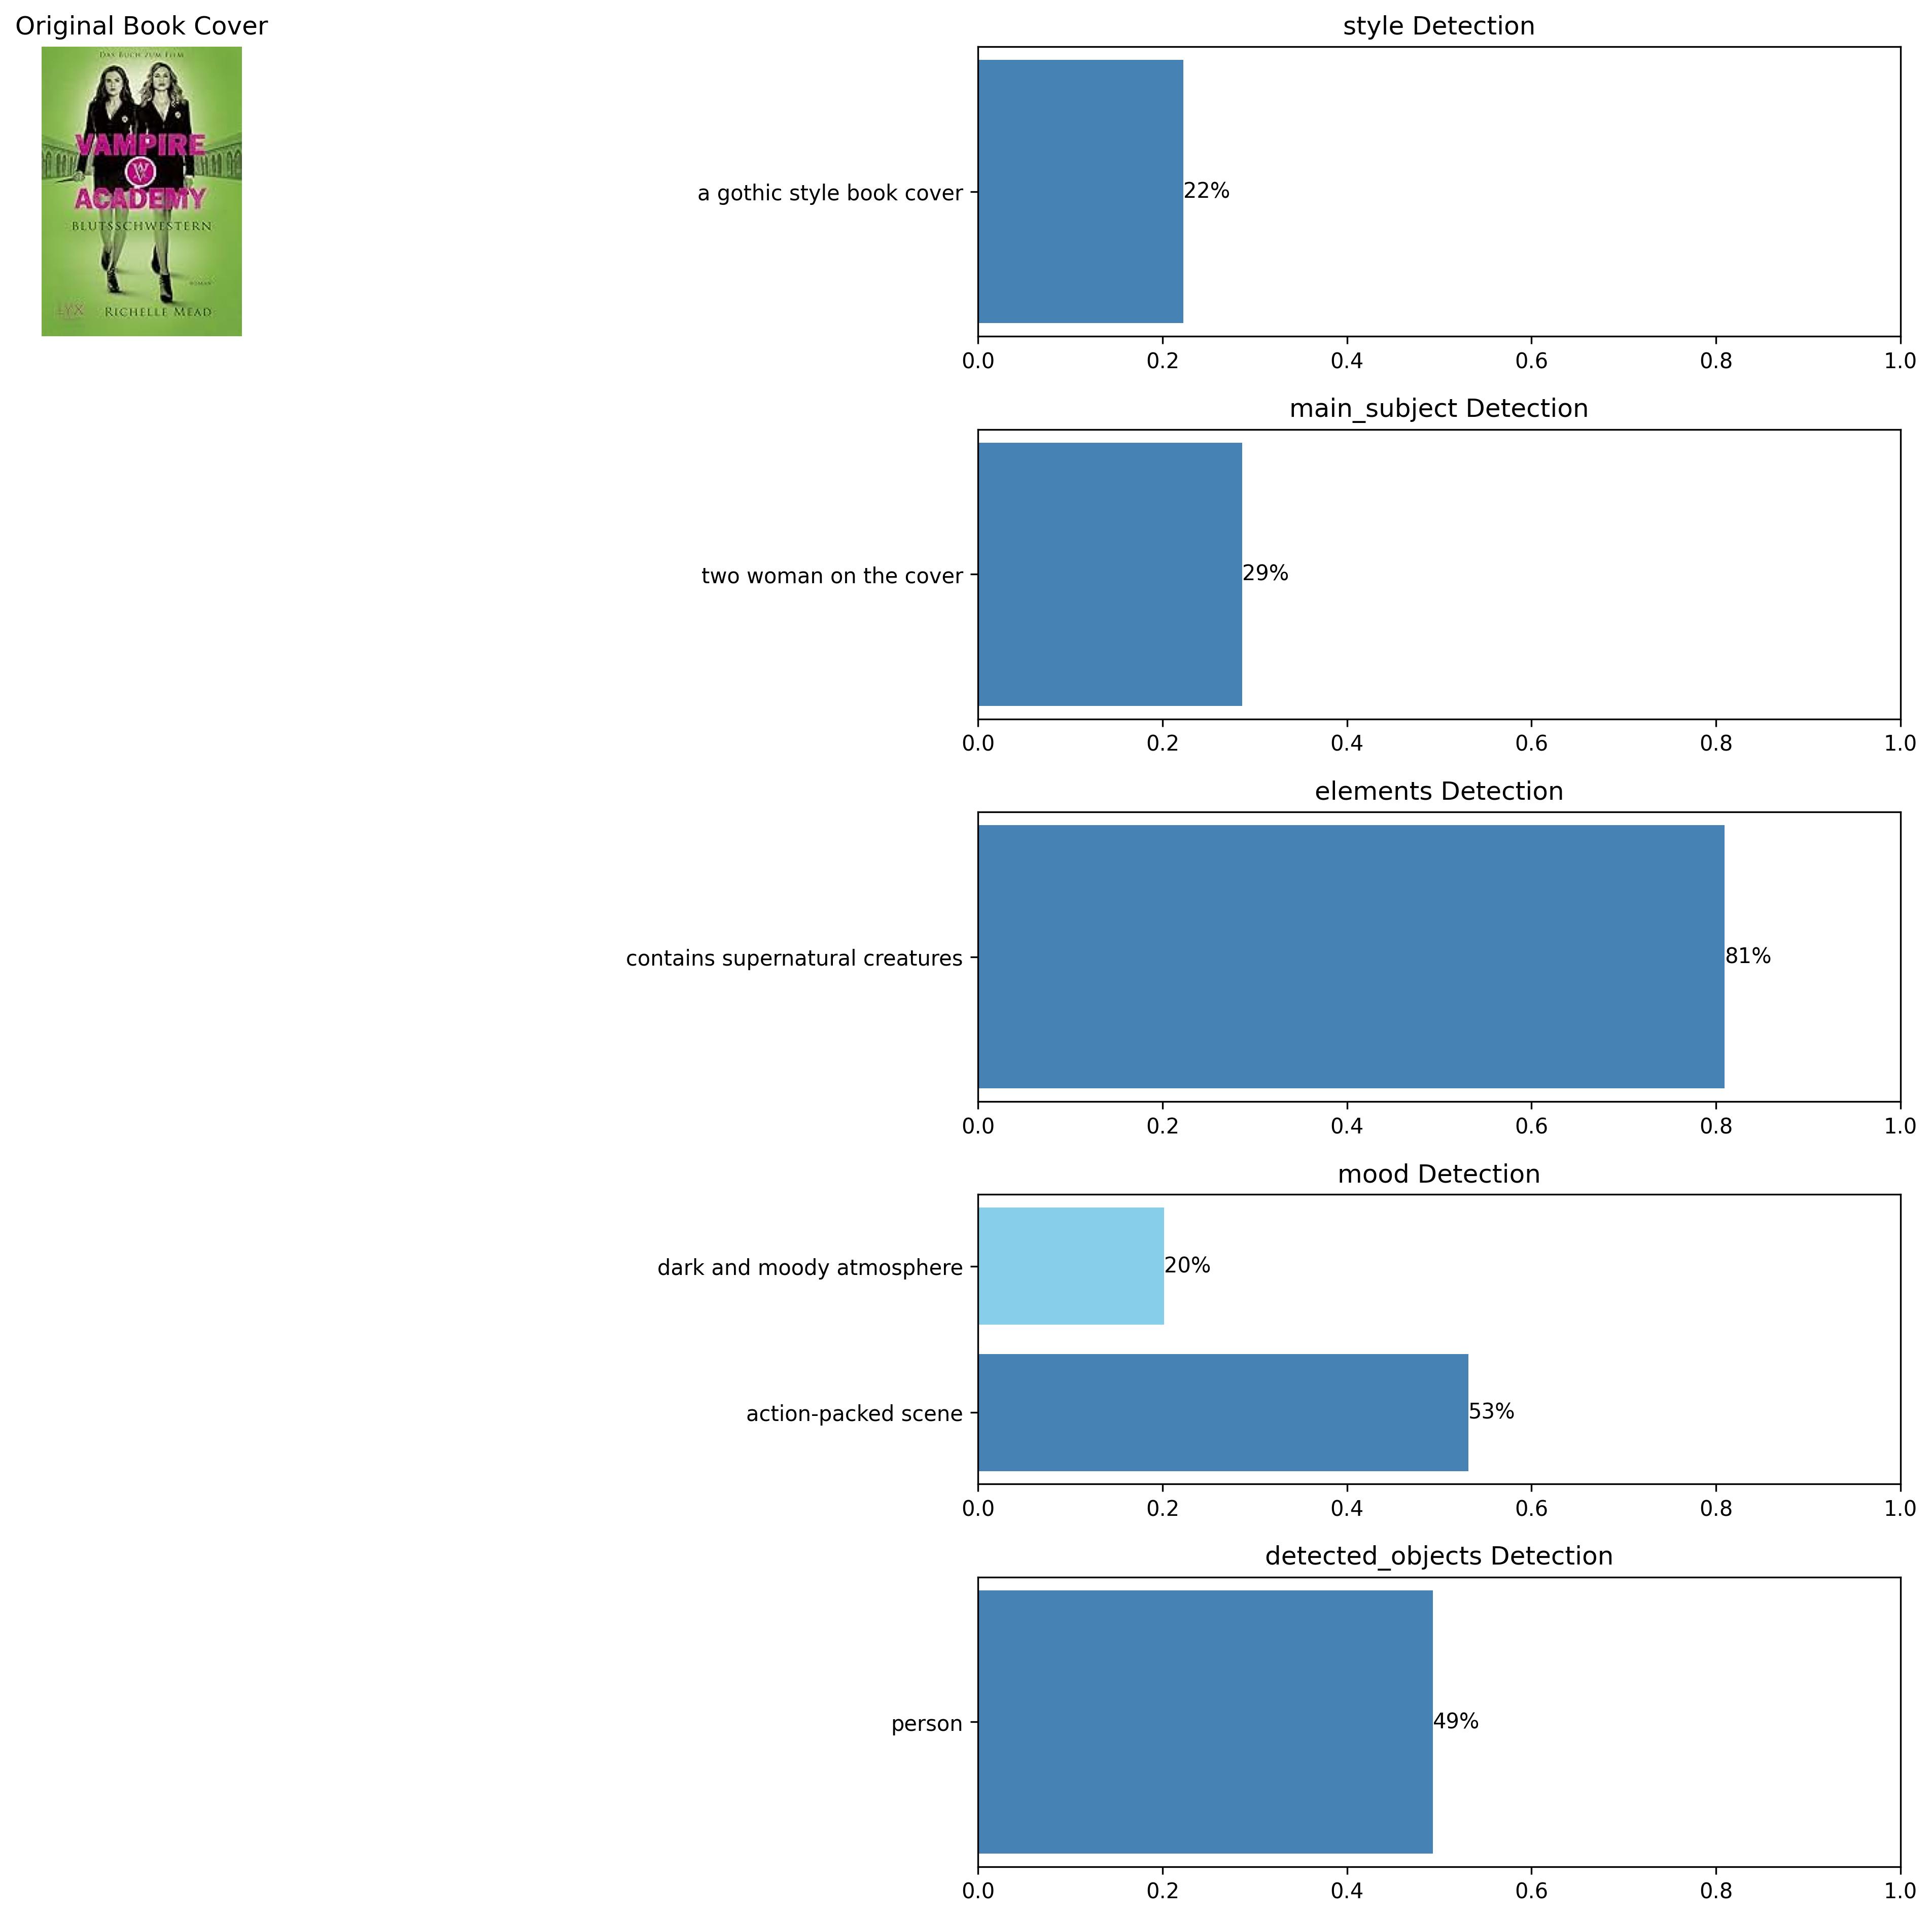 Original Book Cover
DAS BUCH ZUM FILM
VAMPIRE
VA
ACADEMY
BLUTSSCHWESTERN
ROMAN
LYX
RICHELLE MEAD
style Detection
a gothic style book cover
22%
0.0 0.2 0.4 0.6 0.8 1.0
main_subject Detection
two woman on the cover
29%
0.0 0.2 0.4 0.6 0.8 1.0
elements Detection
contains supernatural creatures
81%
0.0 0.2 0.4 0.6 0.8 1.0
mood Detection
dark and moody atmosphere
20%
action-packed scene
53%
0.0 0.2 0.4 0.6 0.8 1.0
detected_objects Detection
person
49%
0.0 0.2 0.4 0.6 0.8 1.0